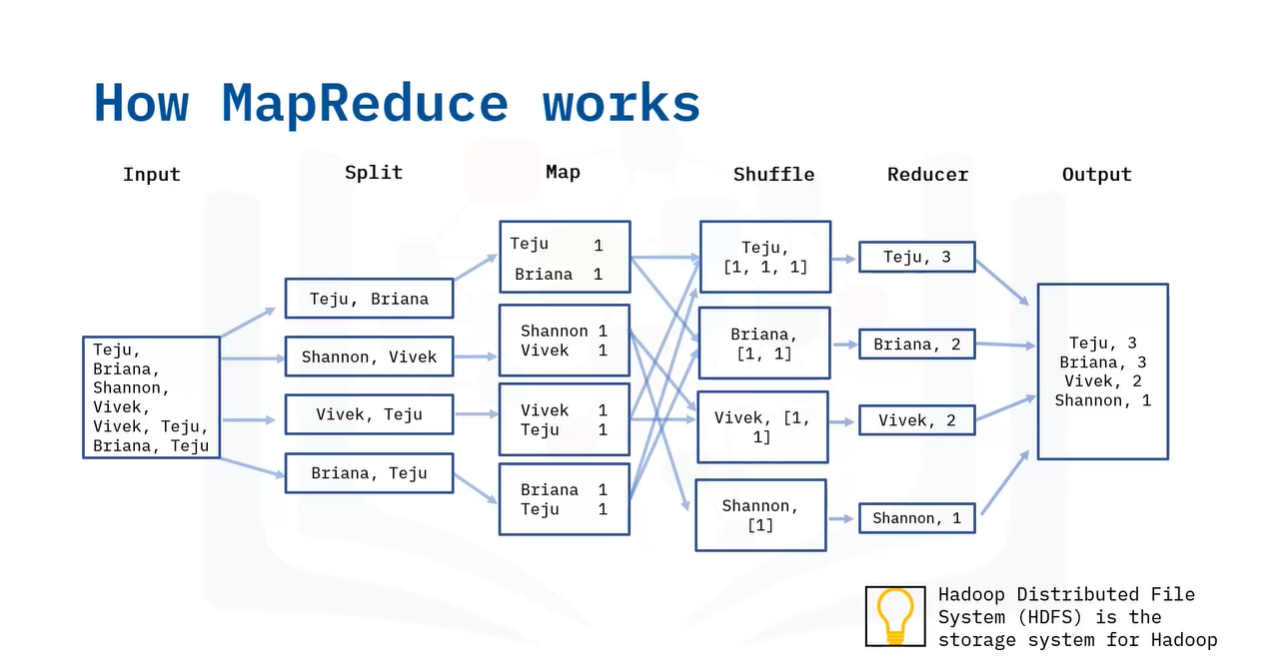 How MapReduce works
Input
Split
Map
Shuffle
Reducer
Output
Teju,
Briana,
Shannon,
Vivek,
Vivek, Teju,
Briana, Teju
Teju, Briana
Shannon, Vivek
Vivek, Teju
Briana, Teju
Teju 1
Briana 1
Shannon 1
Vivek 1
Vivek 1
Teju 1
Briana 1
Teju 1
Teju,
[1, 1, 1]
Briana,
[1, 1]
Vivek, [1,
1]
Shannon,
[1]
Teju, 3
Briana, 2
Vivek, 2
Shannon, 1
Teju, 3
Briana, 3
Vivek, 2
Shannon, 1
Hadoop Distributed File
System (HDFS) is the
storage system for Hadoop